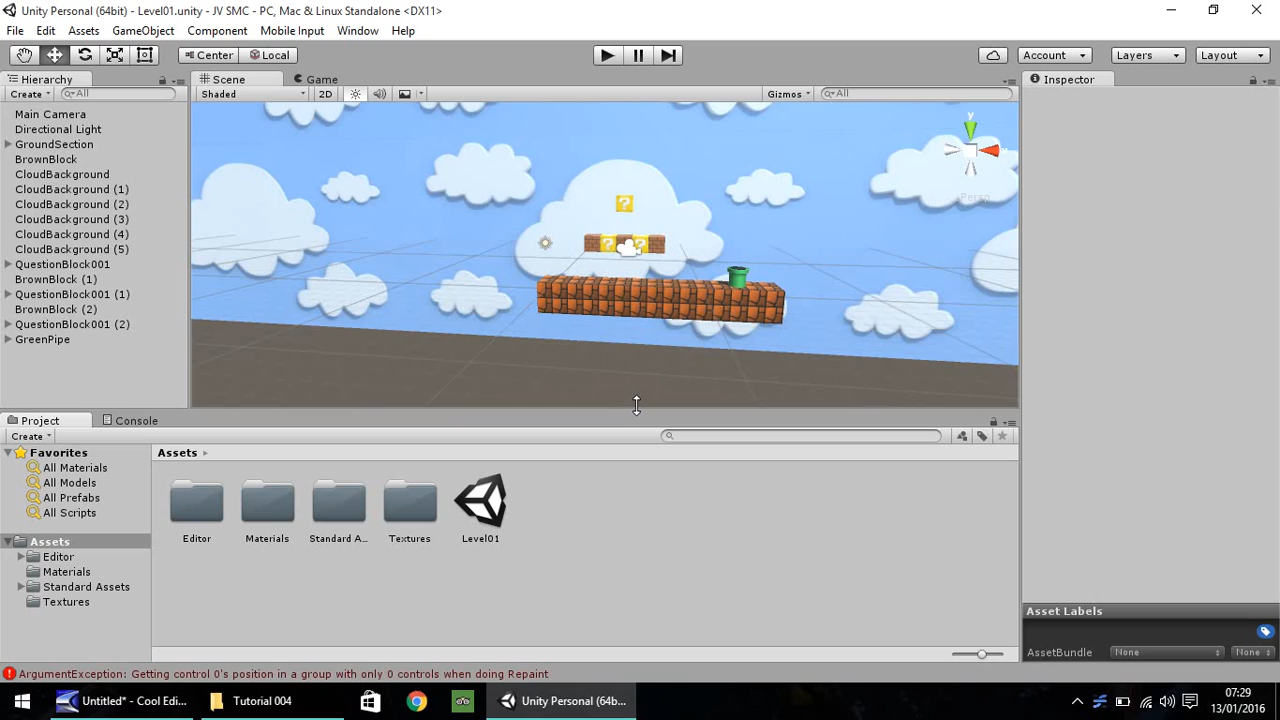 Unity Personal (64bit) - Level01.unity - JV SMC - PC, Mac & Linux Standalone <DX11>
File Edit Assets GameObject Component Mobile Input Window Help
Center Local Account Layers Layout
Hierarchy Scene Game Inspector
Create All Shaded 2D Gizmos All
Main Camera
Directional Light
GroundSection
BrownBlock
CloudBackground
CloudBackground (1)
CloudBackground (2)
CloudBackground (3)
CloudBackground (4)
CloudBackground (5)
QuestionBlock001
BrownBlock (1)
QuestionBlock001 (1)
BrownBlock (2)
QuestionBlock001 (2)
GreenPipe
y
Persp
?
? ?
Project Console
Create
Favorites
All Materials
All Models
All Prefabs
All Scripts
Assets
Editor
Materials
Standard Assets
Textures
Assets
Editor Materials Standard A... Textures Level01
Asset Labels
AssetBundle None None
ArgumentException: Getting control 0's position in a group with only 0 controls when doing Repaint
Untitled* - Cool Edi... Tutorial 004 Unity Personal (64b...
07:29
13/01/2016